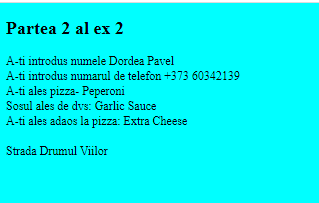 Partea 2 al ex 2
A-ti introdus numele Dordea Pavel
A-ti introdus numarul de telefon +373 60342139
A-ti ales pizza- Peperoni
Sosul ales de dvs: Garlic Sauce
A-ti ales adaos la pizza: Extra Cheese
Strada Drumul Viilor